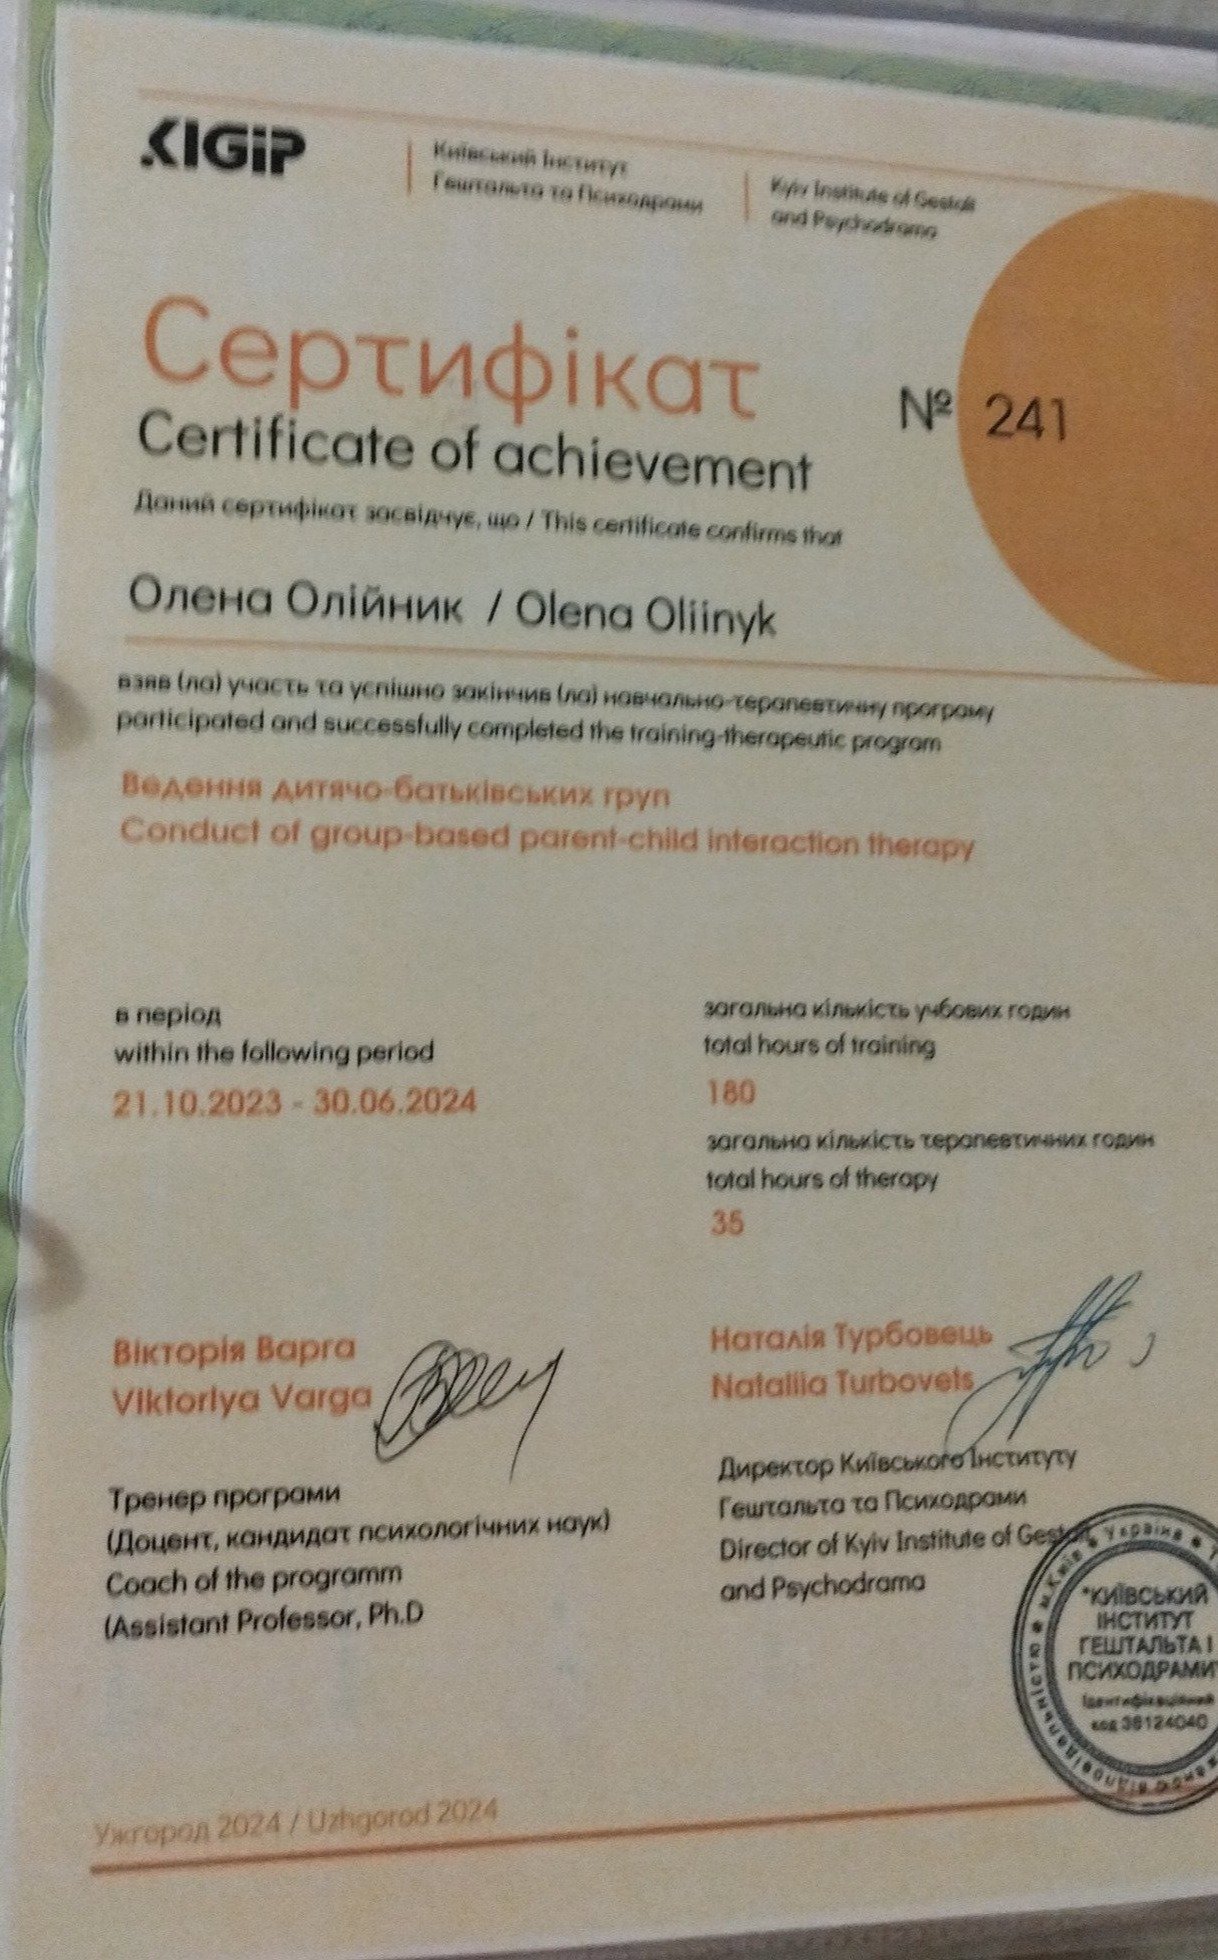 KIGIP
Київський Інститут
Гештальта та Психодрами
Kyiv Institute of Gestalt
and Psychodrama
Сертифікат
№ 241
Certificate of achievement
Даний сертифікат засвідчує, що / This certificate confirms that
Олена Олійник / Olena Oliinyk
взяв (ла) участь та успішно закінчив (ла) навчально-терапевтичну програму
participated and successfully completed the training-therapeutic program
Ведення дитячо-батьківських груп
Conduct of group-based parent-child interaction therapy
в період
within the following period
21.10.2023 - 30.06.2024
загальна кількість учбових годин
total hours of training
180
загальна кількість терапевтичних годин
total hours of therapy
35
Вікторія Варга
Viktoriya Varga
Тренер програми
(Доцент, кандидат психологічних наук)
Coach of the programm
(Assistant Professor, Ph.D
Наталія Турбовець
Nataliia Turbovets
Директор Київського Інституту
Гештальта та Психодрами
Director of Kyiv Institute of Gestalt
and Psychodrama
м.Київ * Україна *
"КИЇВСЬКИЙ
ІНСТИТУТ
ГЕШТАЛЬТА І
ПСИХОДРАМИ"
Ідентифікаційний
код 38124040
Ужгород 2024 / Uzhgorod 2024